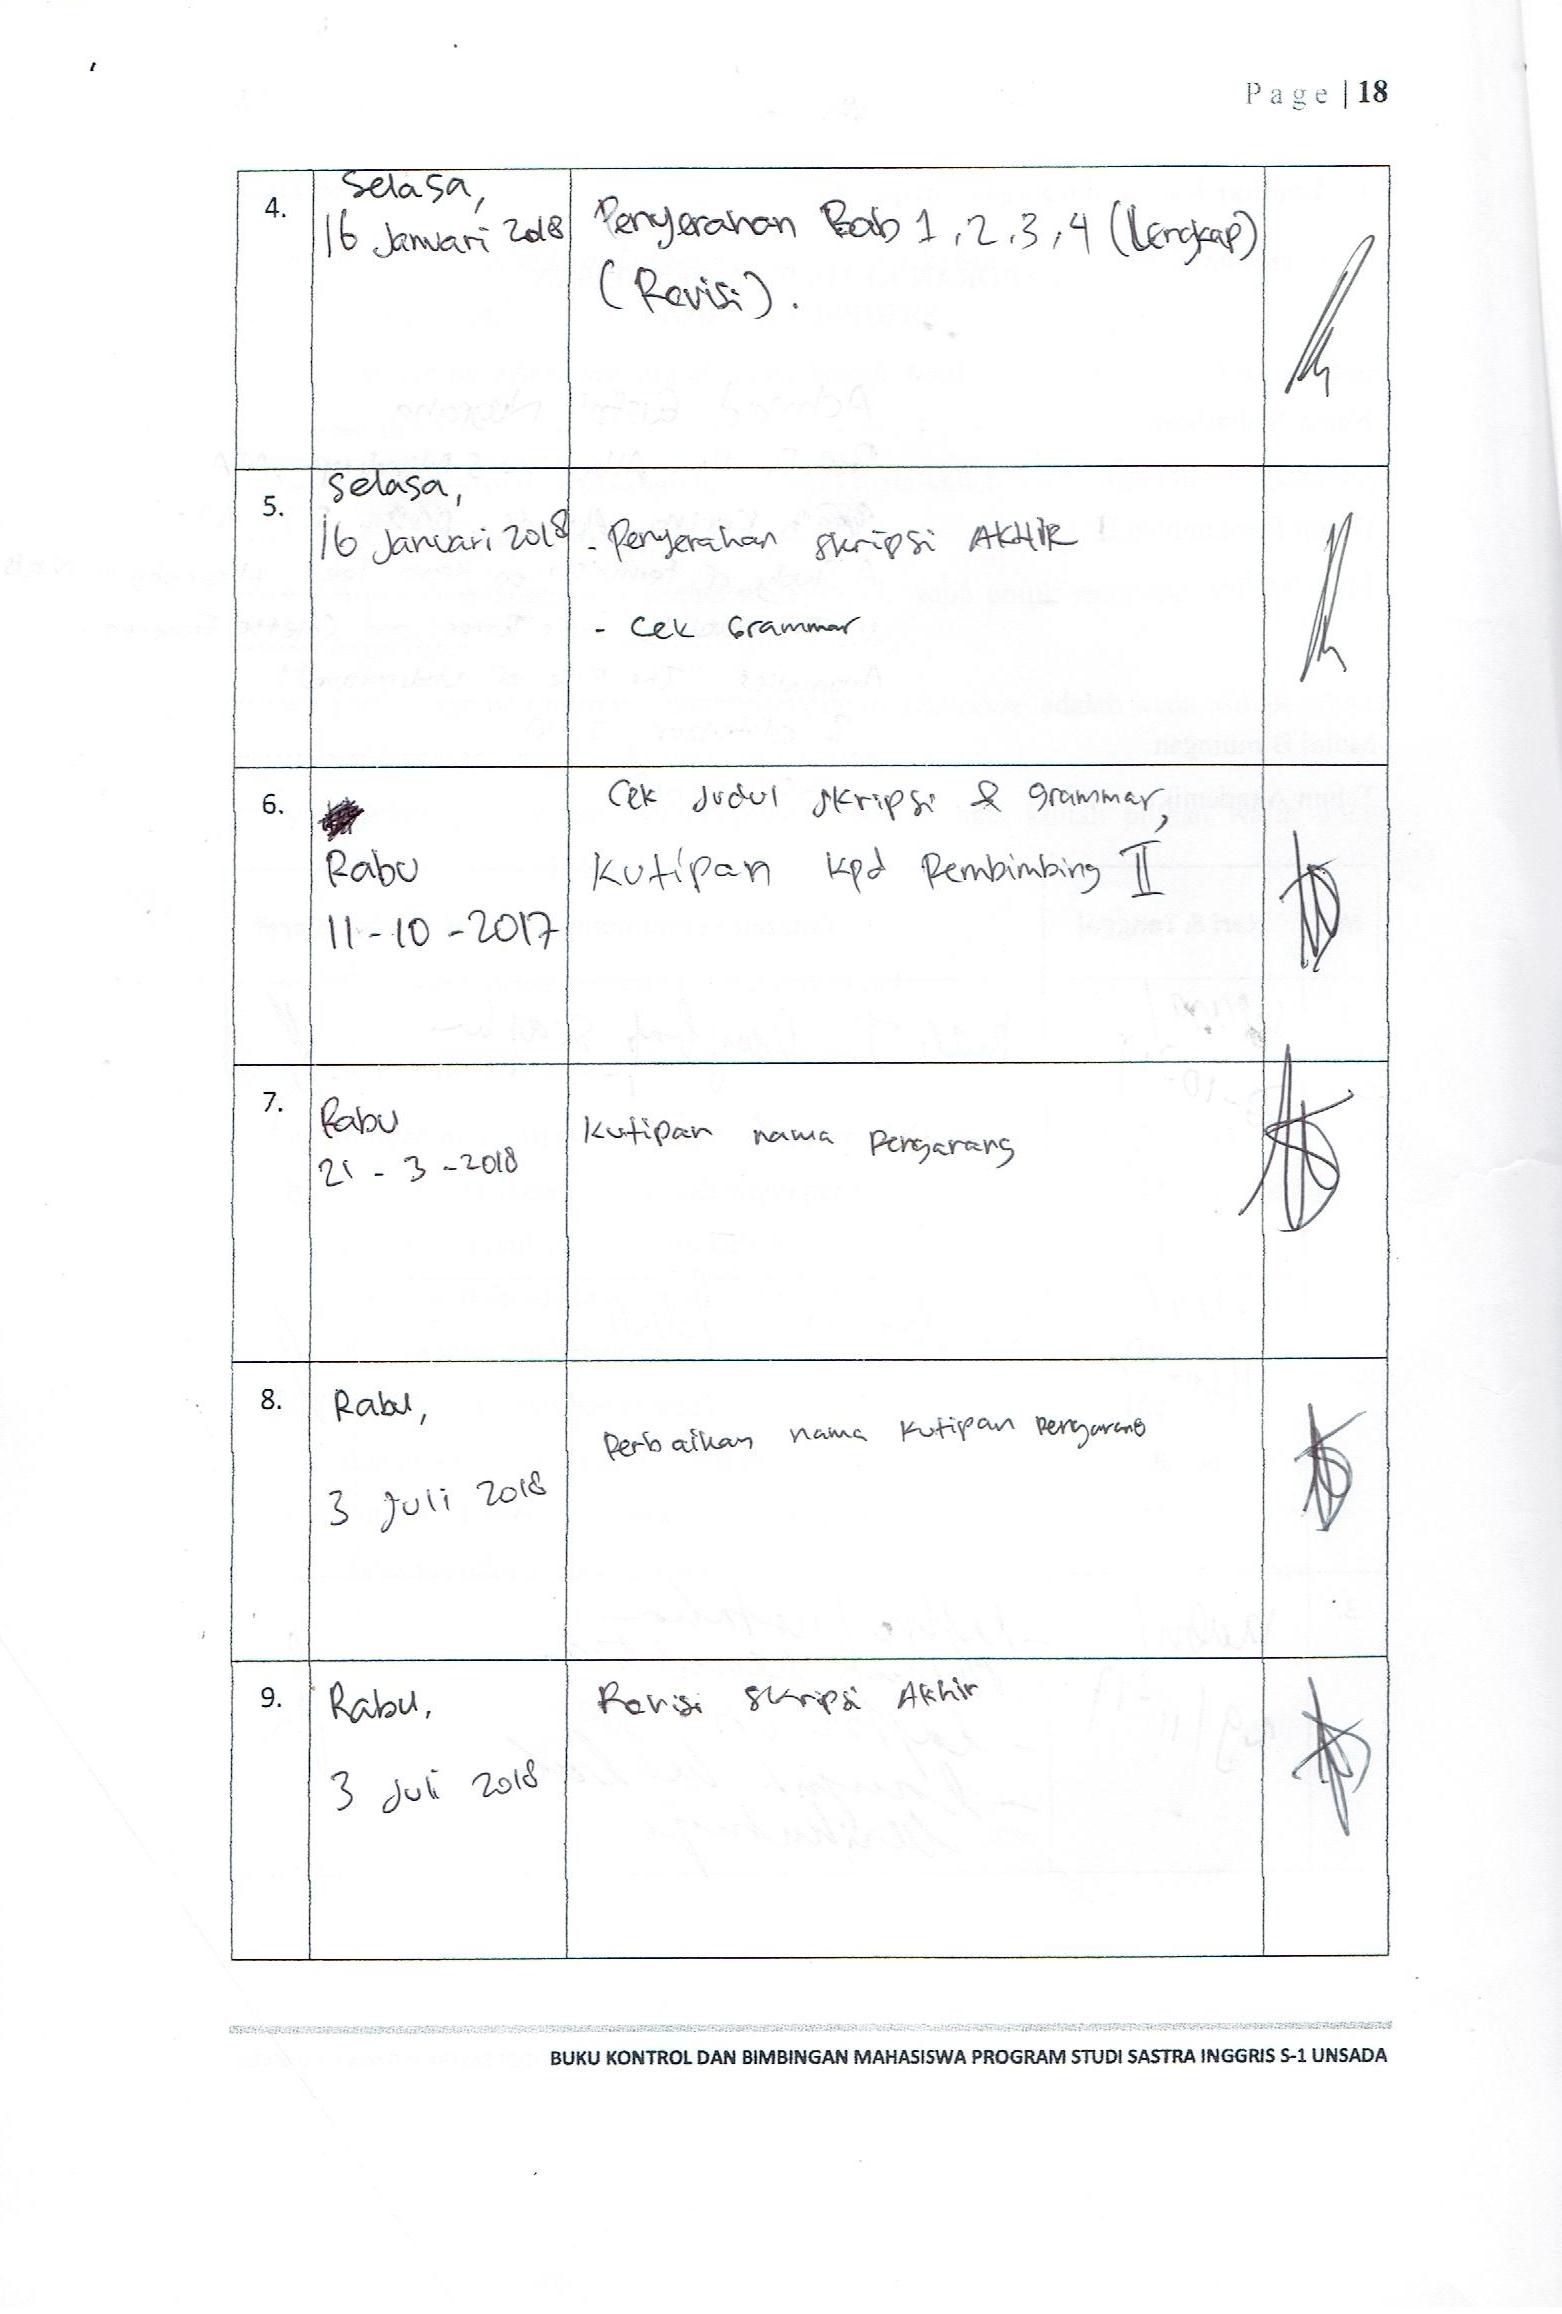 Page | 18
4.
Selasa,
16 Januari 2018
Penyerahan Bab 1, 2, 3, 4 (Lengkap)
(Revisi).
5.
Selasa,
16 Januari 2018
- Penyerahan skripsi AKHIR
- Cek Grammar
6.
Rabu
11-10-2017
Cek Judul skripsi & grammar,
Kutipan kpd Pembimbing II
7.
Rabu
21-3-2018
Kutipan nama Pengarang
8.
Rabu,
3 Juli 2018
Perbaikan nama kutipan Pengarang
9.
Rabu,
3 Juli 2018
Revisi skripsi Akhir
BUKU KONTROL DAN BIMBINGAN MAHASISWA PROGRAM STUDI SASTRA INGGRIS S-1 UNSADA